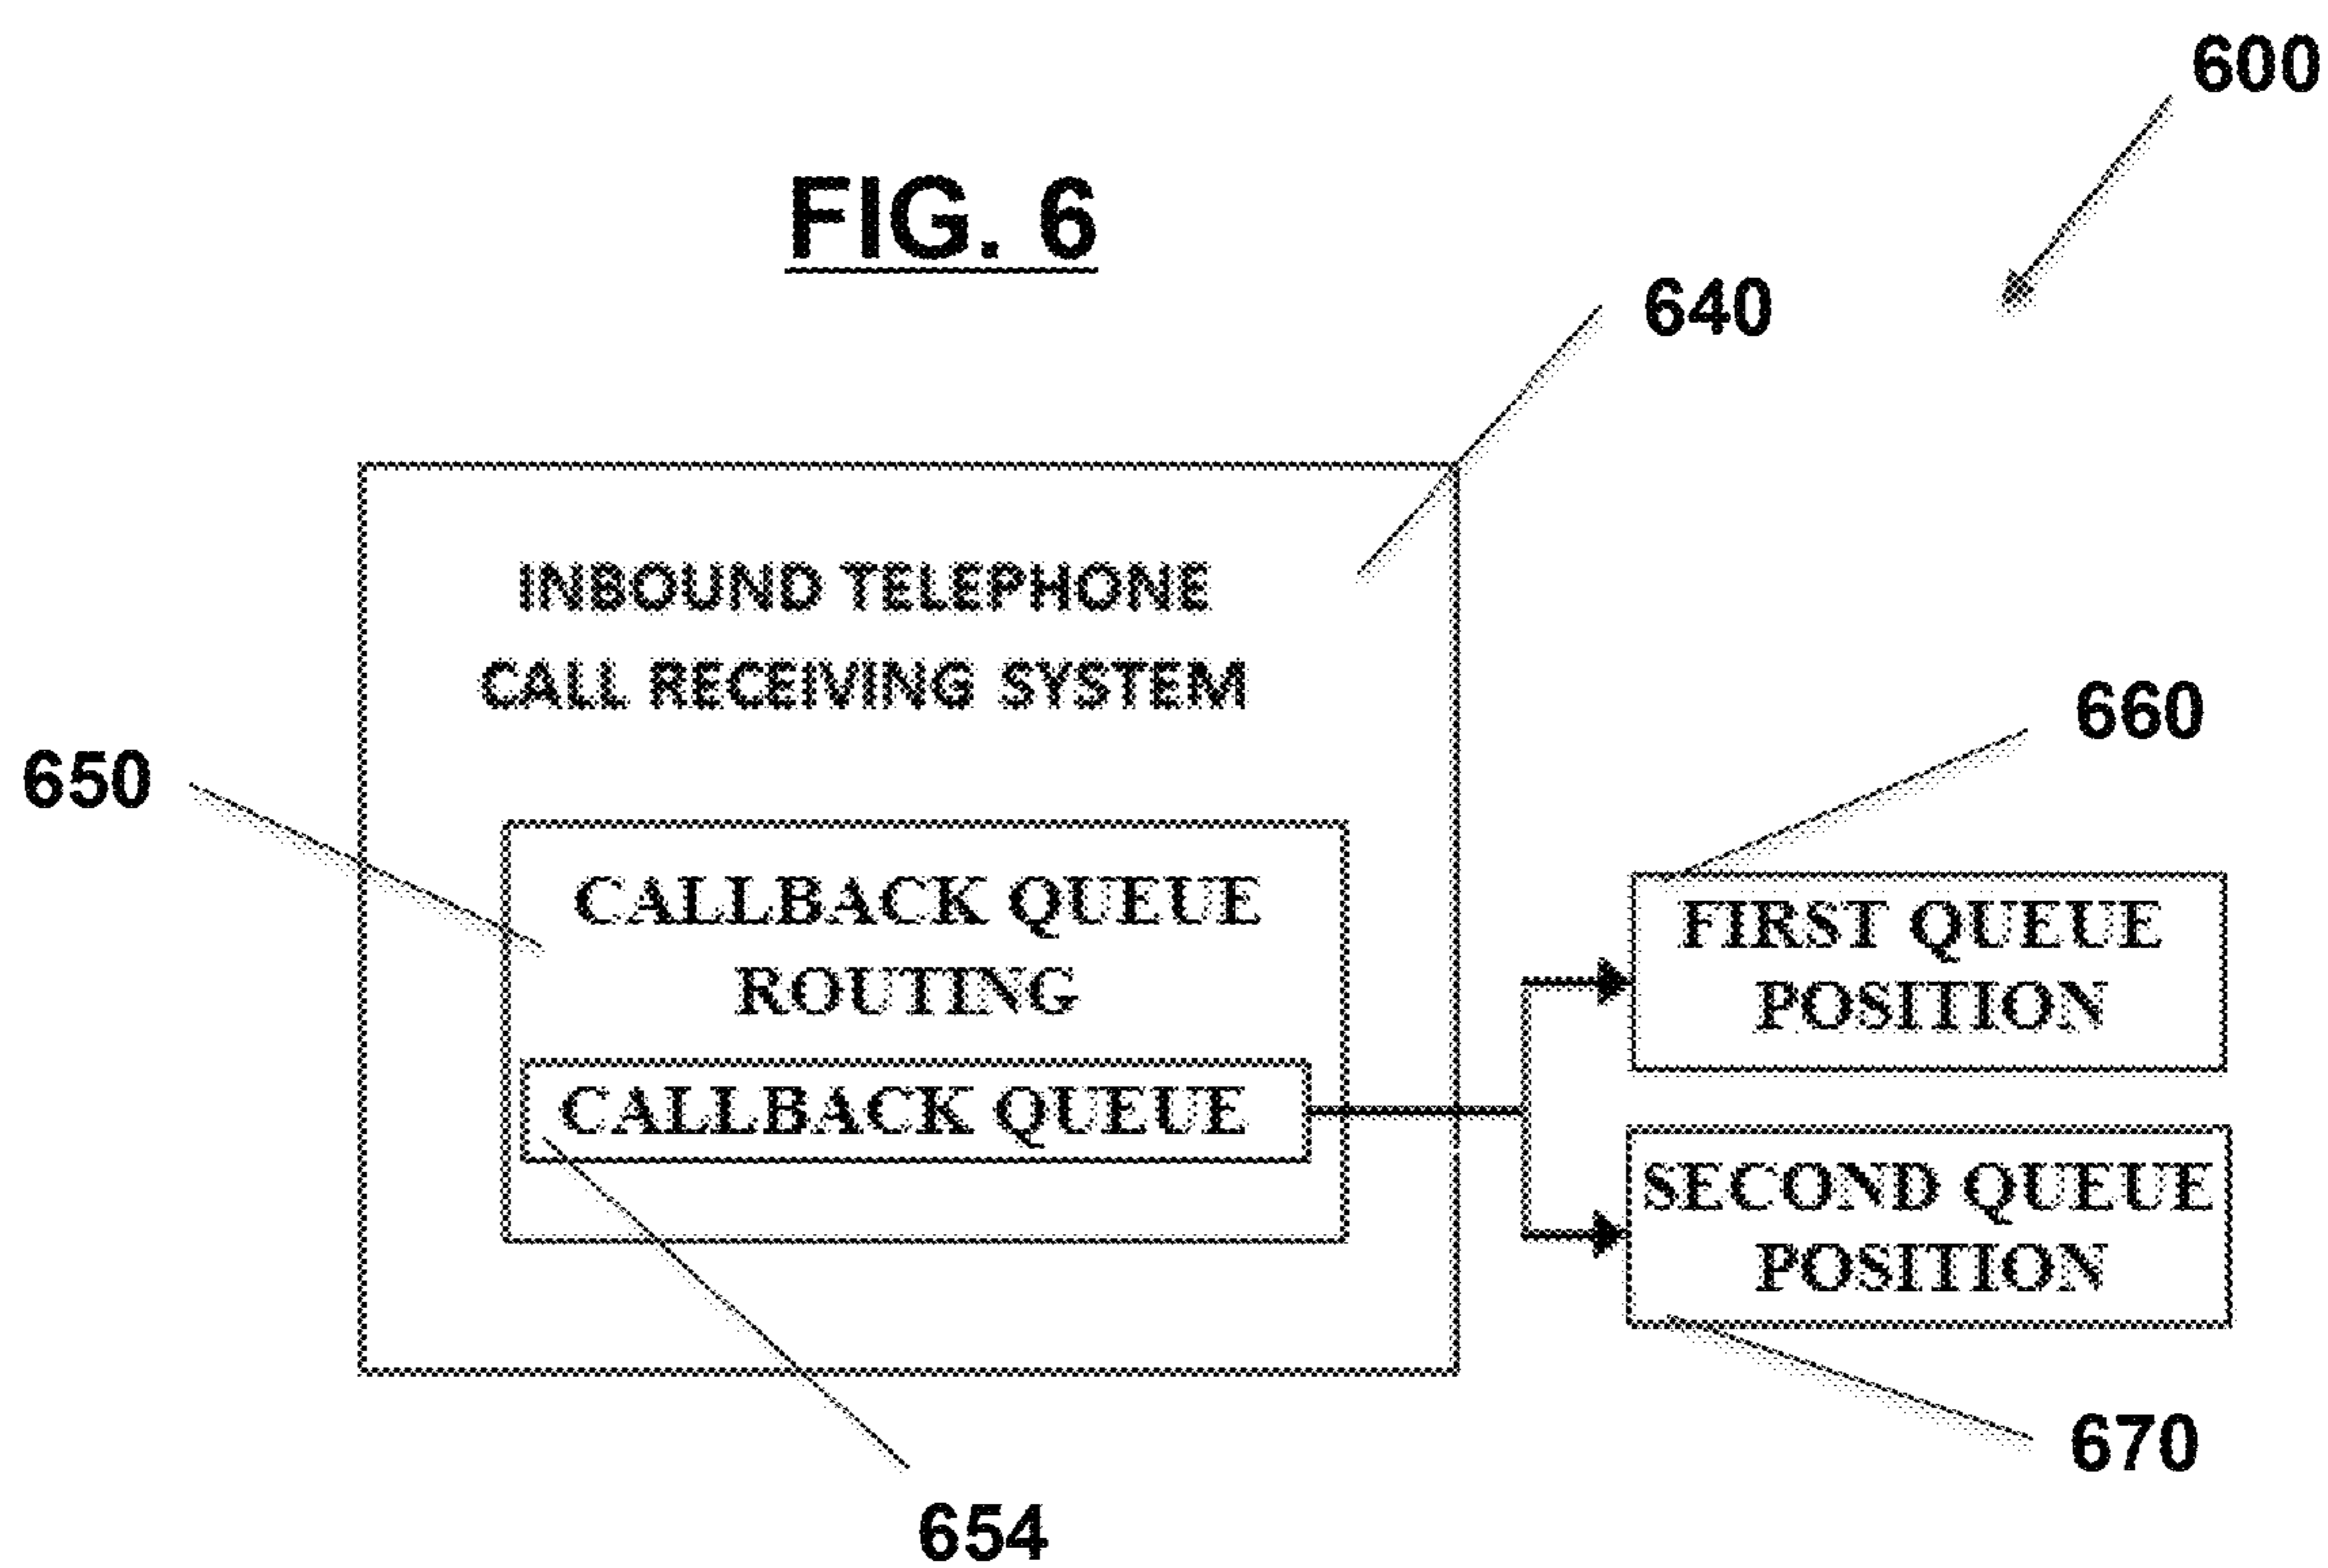 600
FIG. 6
640
INBOUND TELEPHONE
CALL RECEIVING SYSTEM
660
650
CALLBACK QUEUE
ROUTING
FIRST QUEUE
POSITION
CALLBACK QUEUE
SECOND QUEUE
POSITION
670
654